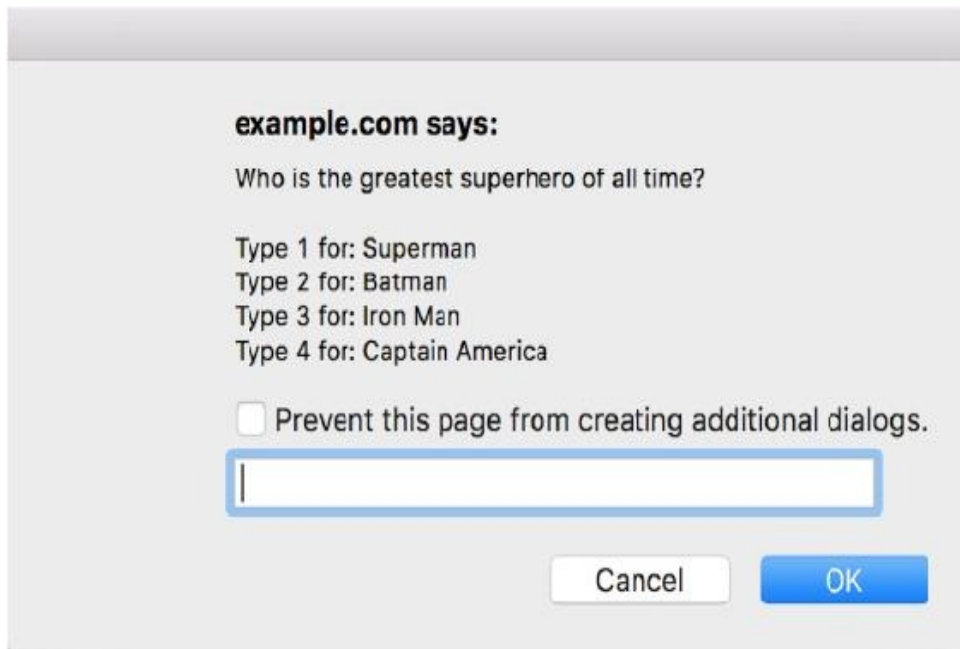 example.com says:
Who is the greatest superhero of all time?
Type 1 for: Superman
Type 2 for: Batman
Type 3 for: Iron Man
Type 4 for: Captain America
Prevent this page from creating additional dialogs.
Cancel OK